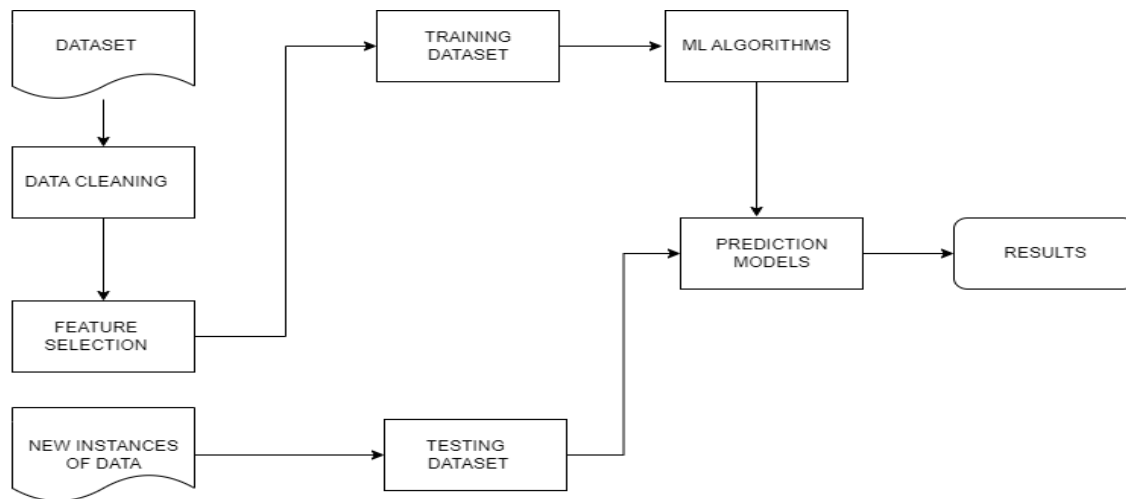 DATASET
TRAINING
DATASET
ML ALGORITHMS
DATA CLEANING
PREDICTION
MODELS
RESULTS
FEATURE
SELECTION
NEW INSTANCES
OF DATA
TESTING
DATASET